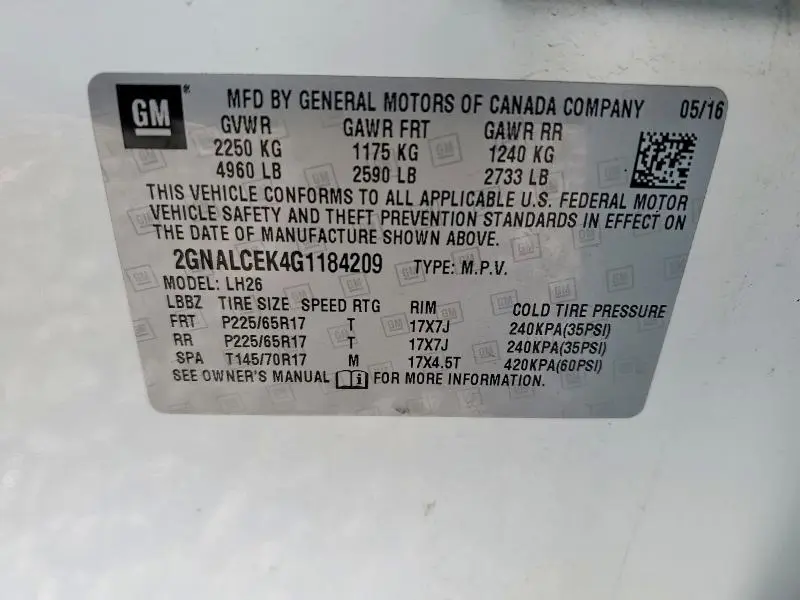 GM ® MFD BY GENERAL MOTORS OF CANADA COMPANY 05/16
GVWR GAWR FRT GAWR RR
2250 KG 1175 KG 1240 KG
4960 LB 2590 LB 2733 LB
THIS VEHICLE CONFORMS TO ALL APPLICABLE U.S. FEDERAL MOTOR
VEHICLE SAFETY AND THEFT PREVENTION STANDARDS IN EFFECT ON
THE DATE OF MANUFACTURE SHOWN ABOVE.
2GNALCEK4G1184209 TYPE: M.P.V.
MODEL: LH26
LBBZ TIRE SIZE SPEED RTG RIM COLD TIRE PRESSURE
FRT P225/65R17 T 17X7J 240KPA(35PSI)
RR P225/65R17 T 17X7J 240KPA(35PSI)
SPA T145/70R17 M 17X4.5T 420KPA(60PSI)
SEE OWNER'S MANUAL FOR MORE INFORMATION.